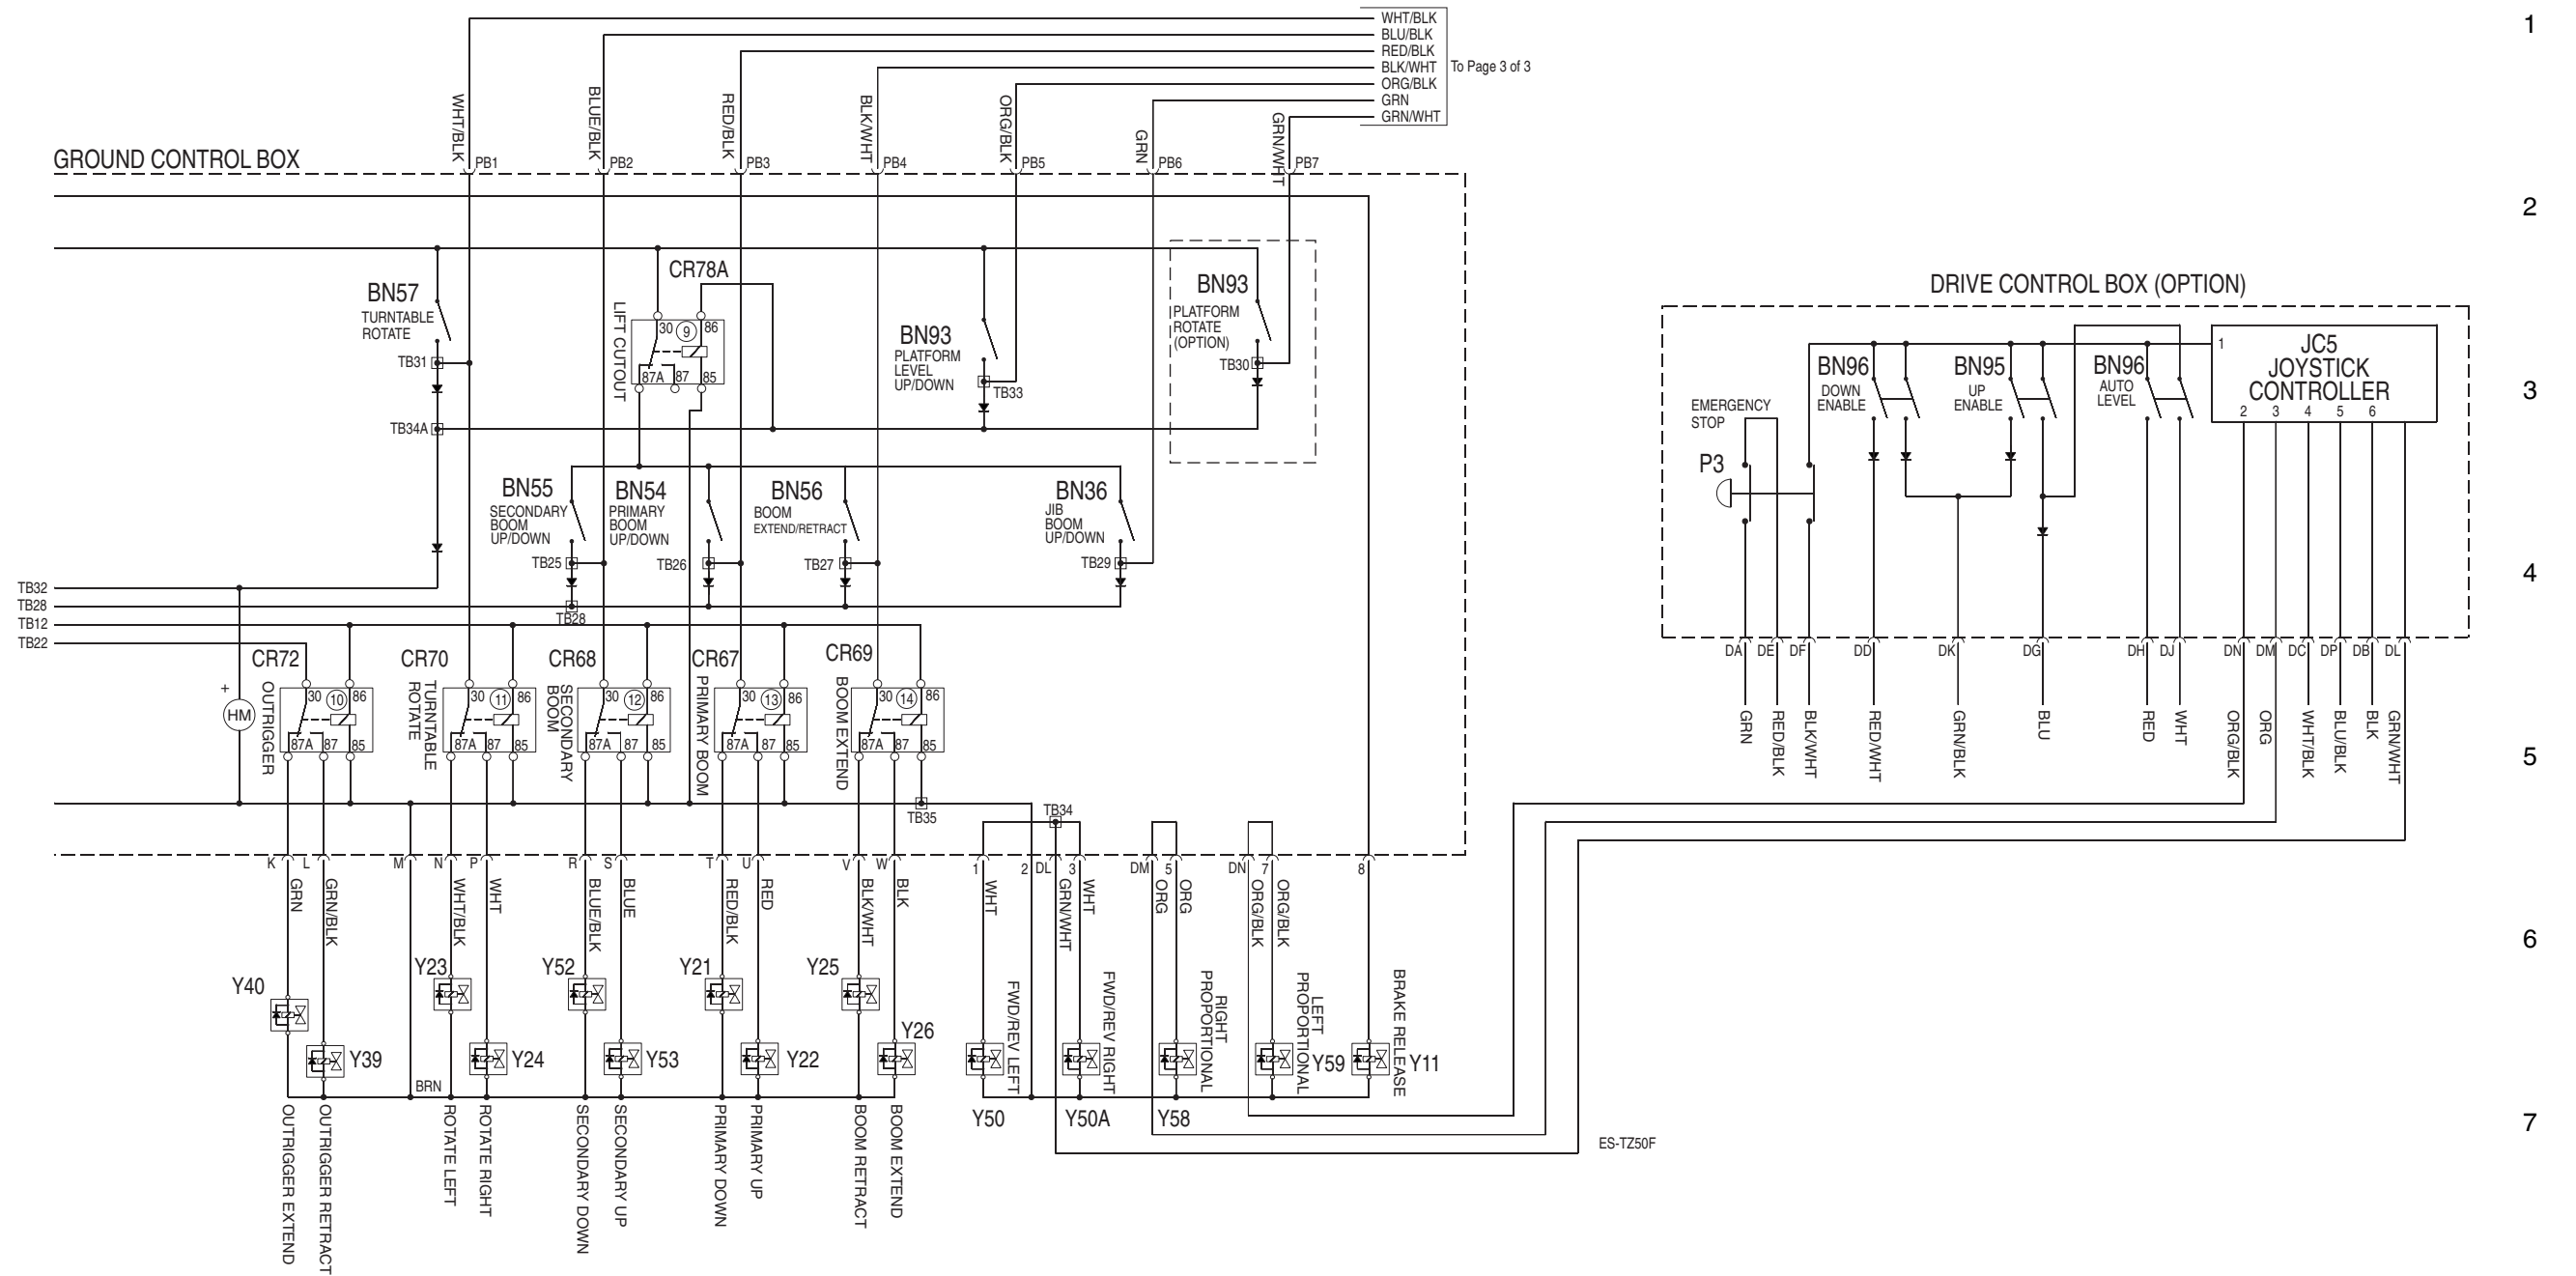 WHT/BLK
BLU/BLK
RED/BLK
BLK/WHT
ORG/BLK
GRN
GRN/WHT
To Page 3 of 3
1
2
3
4
5
6
7
WHT/BLK
BLUE/BLK
RED/BLK
BLK/WHT
ORG/BLK
GRN
GRN/WHT
GROUND CONTROL BOX
PB1
PB2
PB3
PB4
PB5
PB6
PB7
BN57
TURNTABLE
ROTATE
TB31
TB34A
CR78A
LIFT CUTOUT
30
9
86
87A
87
85
BN93
PLATFORM
LEVEL
UP/DOWN
TB33
BN93
PLATFORM
ROTATE
(OPTION)
TB30
BN55
SECONDARY
BOOM
UP/DOWN
TB25
BN54
PRIMARY
BOOM
UP/DOWN
TB26
BN56
BOOM
EXTEND/RETRACT
TB27
BN36
JIB
BOOM
UP/DOWN
TB29
TB32
TB28
TB12
TB22
TB28
+
HM
CR72
OUTRIGGER
30
10
86
87A
87
85
CR70
TURNTABLE
ROTATE
30
11
86
87A
87
85
CR68
SECONDARY
BOOM
30
12
86
87A
87
85
CR67
PRIMARY BOOM
30
13
86
87A
87
85
CR69
BOOM EXTEND
30
14
86
87A
87
85
TB35
TB34
K
L
M
N
P
R
S
T
U
V
W
1
2
DL
3
DM
5
DN
7
8
GRN
GRN/BLK
WHT/BLK
WHT
BLUE/BLK
BLUE
RED/BLK
RED
BLK/WHT
BLK
WHT
GRN/WHT
WHT
ORG
ORG
ORG/BLK
ORG/BLK
Y40
Y39
Y23
Y24
Y52
Y53
Y21
Y22
Y25
Y26
FWD/REV LEFT
FWD/REV RIGHT
RIGHT
PROPORTIONAL
LEFT
PROPORTIONAL
BRAKE RELEASE
Y59
Y11
Y50
Y50A
Y58
BRN
OUTRIGGER EXTEND
OUTRIGGER RETRACT
ROTATE LEFT
ROTATE RIGHT
SECONDARY DOWN
SECONDARY UP
PRIMARY DOWN
PRIMARY UP
BOOM RETRACT
BOOM EXTEND
ES-TZ50F
DRIVE CONTROL BOX (OPTION)
EMERGENCY
STOP
P3
BN96
DOWN
ENABLE
BN95
UP
ENABLE
BN96
AUTO
LEVEL
1
JC5
JOYSTICK
CONTROLLER
2
3
4
5
6
DA
DE
DF
DD
DK
DG
DH
DJ
DN
DM
DC
DP
DB
DL
GRN
RED/BLK
BLK/WHT
RED/WHT
GRN/BLK
BLU
RED
WHT
ORG/BLK
ORG
WHT/BLK
BLU/BLK
BLK
GRN/WHT